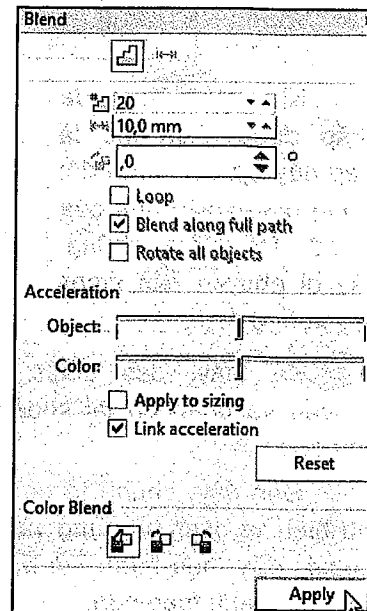 Blend
20
10,0 mm
,0 °
Loop
Blend along full path
Rotate all objects
Acceleration
Object:
Color:
Apply to sizing
Link acceleration
Reset
Color Blend
Apply